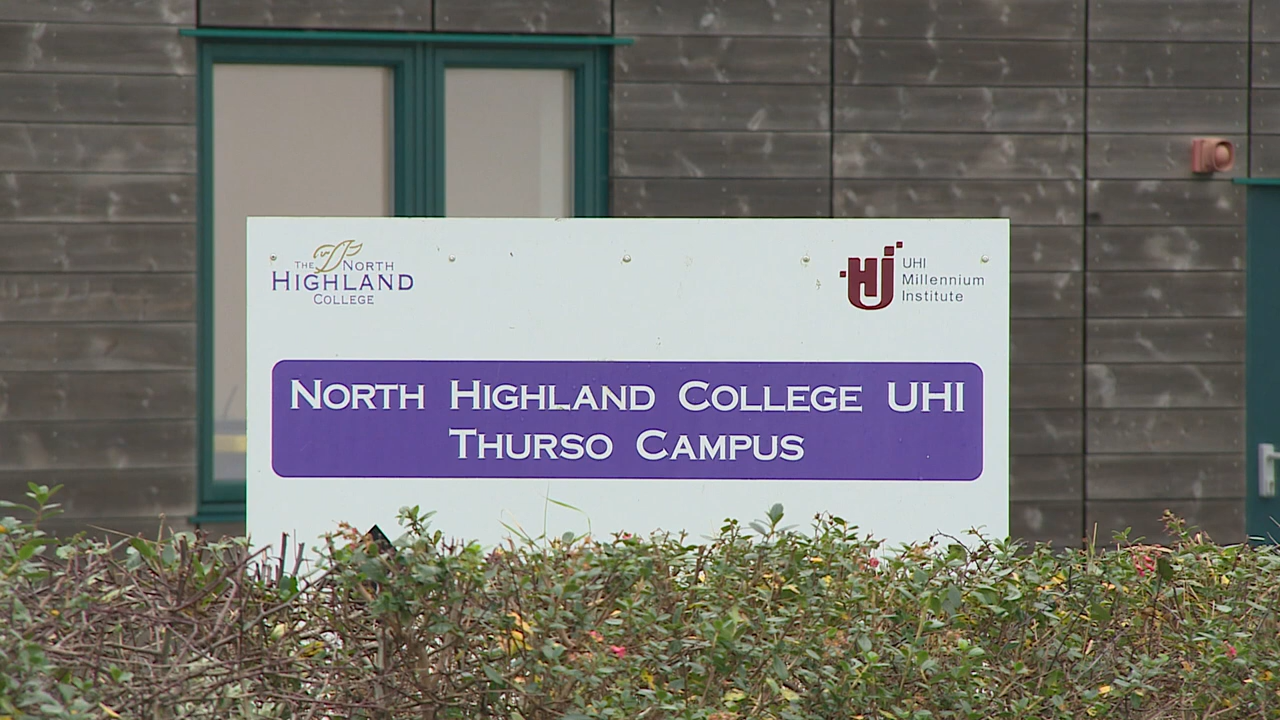 THE NORTH
HIGHLAND
COLLEGE
UHI
Millennium
Institute
NORTH HIGHLAND COLLEGE UHI
THURSO CAMPUS